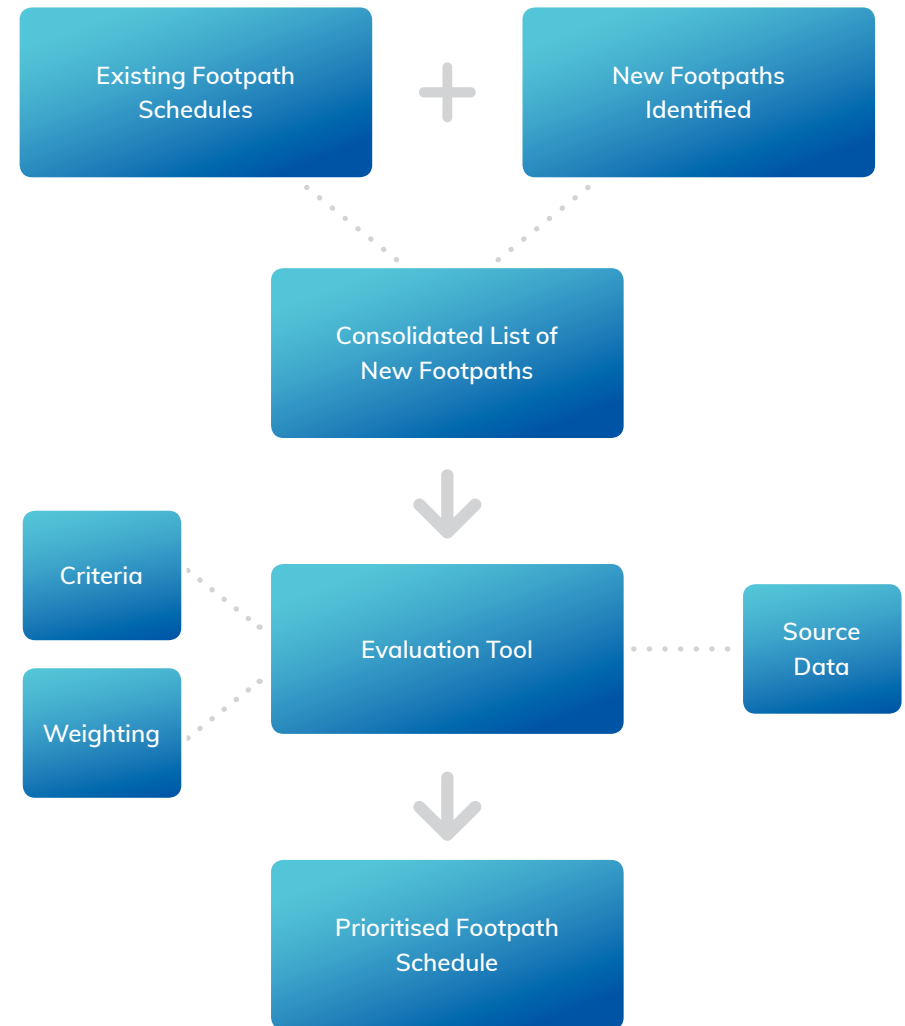 Existing Footpath
Schedules
New Footpaths
Identified
Consolidated List of
New Footpaths
Criteria
Evaluation Tool
Source
Data
Weighting
Prioritised Footpath
Schedule